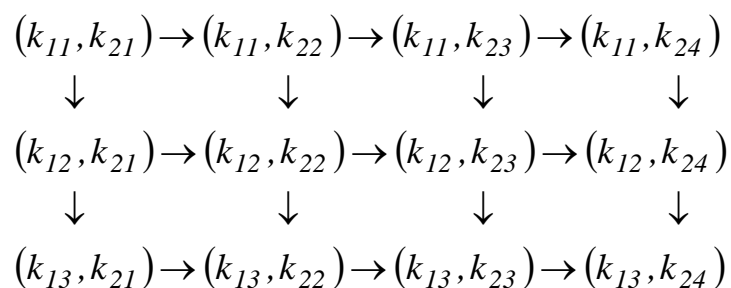 (k₁₁,k₂₁)→(k₁₁,k₂₂)→(k₁₁,k₂₃)→(k₁₁,k₂₄)
↓ ↓ ↓ ↓
(k₁₂,k₂₁)→(k₁₂,k₂₂)→(k₁₂,k₂₃)→(k₁₂,k₂₄)
↓ ↓ ↓ ↓
(k₁₃,k₂₁)→(k₁₃,k₂₂)→(k₁₃,k₂₃)→(k₁₃,k₂₄)